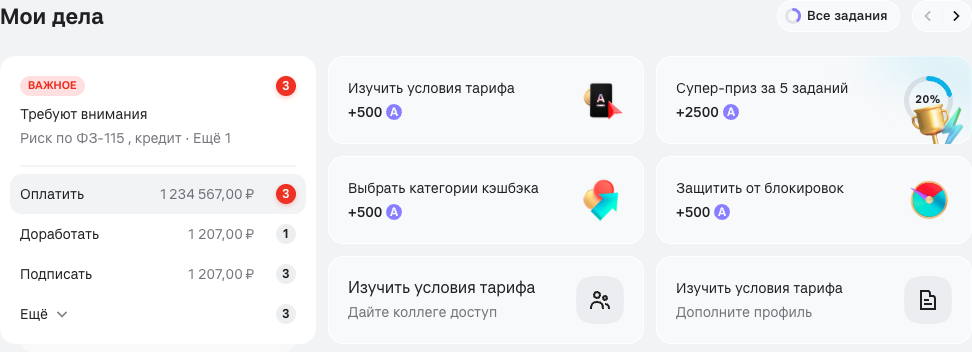 Мои дела
Все задания
ВАЖНОЕ
3
Требуют внимания
Риск по ФЗ-115 , кредит · Ещё 1
Оплатить 1 234 567,00 ₽ 3
Доработать 1 207,00 ₽ 1
Подписать 1 207,00 ₽ 3
Ещё 3
Изучить условия тарифа
+500 А
А
Супер-приз за 5 заданий
+2500 А
20%
Выбрать категории кэшбэка
+500 А
Защитить от блокировок
+500 А
Изучить условия тарифа
Дайте коллеге доступ
Изучить условия тарифа
Дополните профиль